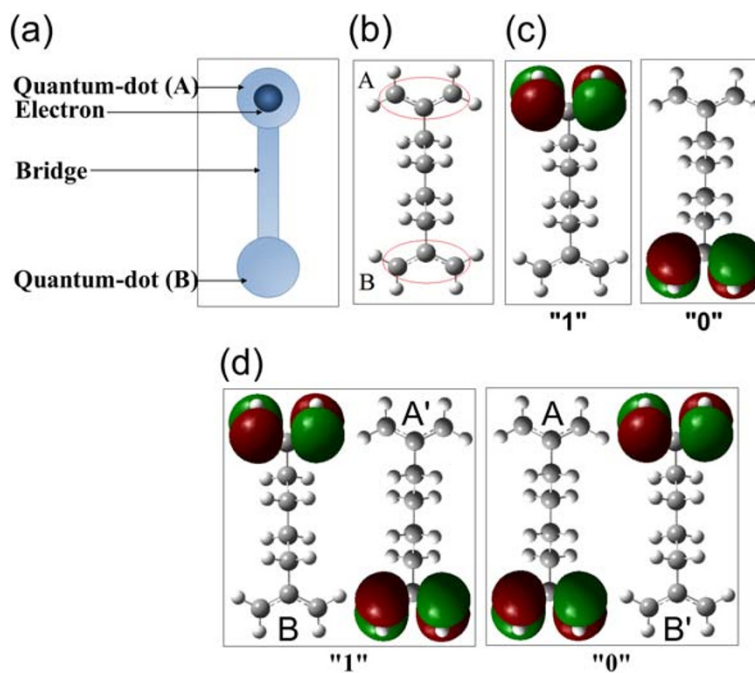 (a)
Quantum-dot (A)
Electron
Bridge
Quantum-dot (B)
(b)
A
B
(c)
"1"
"0"
(d)
A'
B
"1"
A
B'
"0"